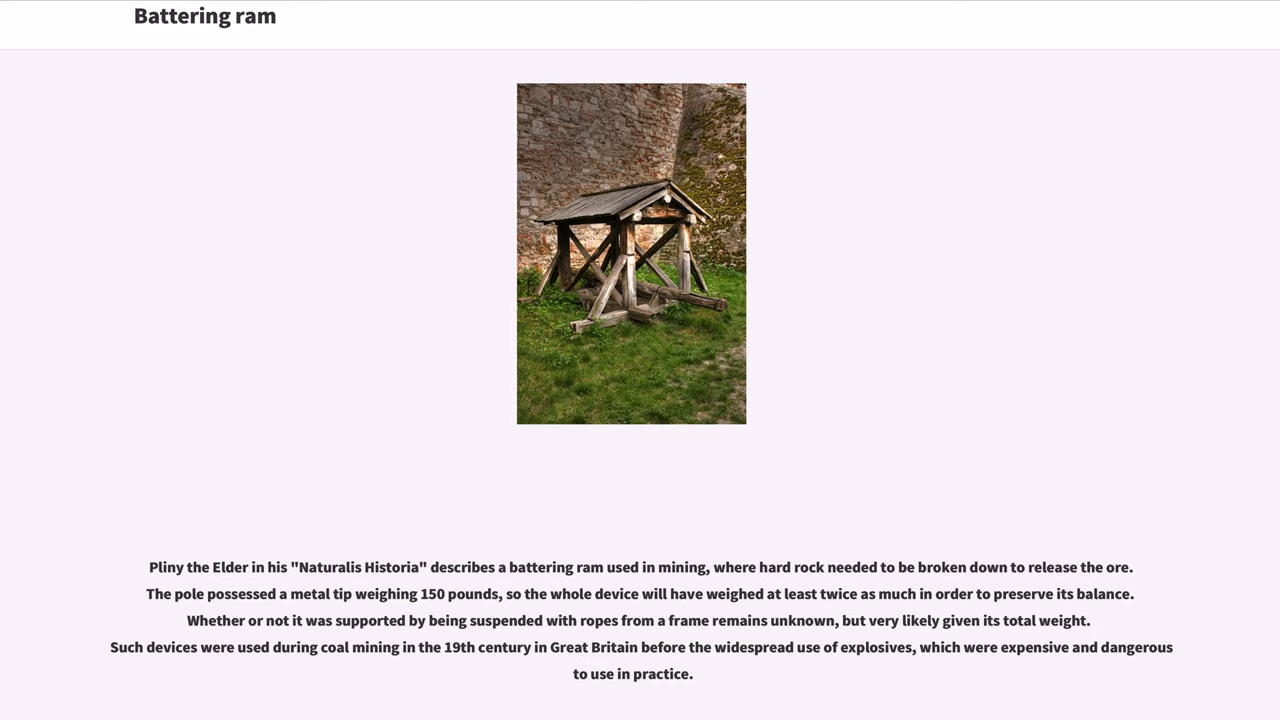 Battering ram
Pliny the Elder in his "Naturalis Historia" describes a battering ram used in mining, where hard rock needed to be broken down to release the ore.
The pole possessed a metal tip weighing 150 pounds, so the whole device will have weighed at least twice as much in order to preserve its balance.
Whether or not it was supported by being suspended with ropes from a frame remains unknown, but very likely given its total weight.
Such devices were used during coal mining in the 19th century in Great Britain before the widespread use of explosives, which were expensive and dangerous
to use in practice.